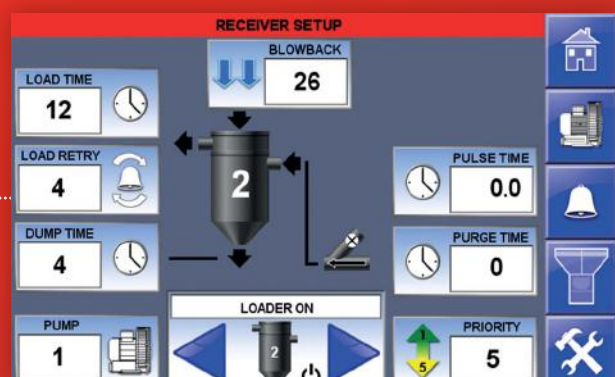 RECEIVER SETUP
BLOWBACK
26
LOAD TIME
12
LOAD RETRY
4
2
PULSE TIME
0.0
DUMP TIME
4
PURGE TIME
0
LOADER ON
PUMP
1
2
1
5
PRIORITY
5